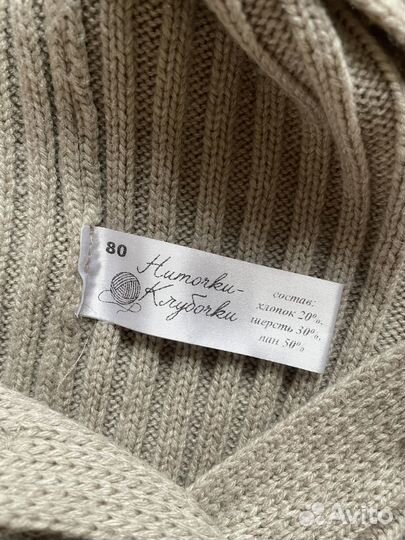 80
Ниточки-
Клубочки
состав:
хлопок 20%,
шерсть 30%,
пан 50%
Avito